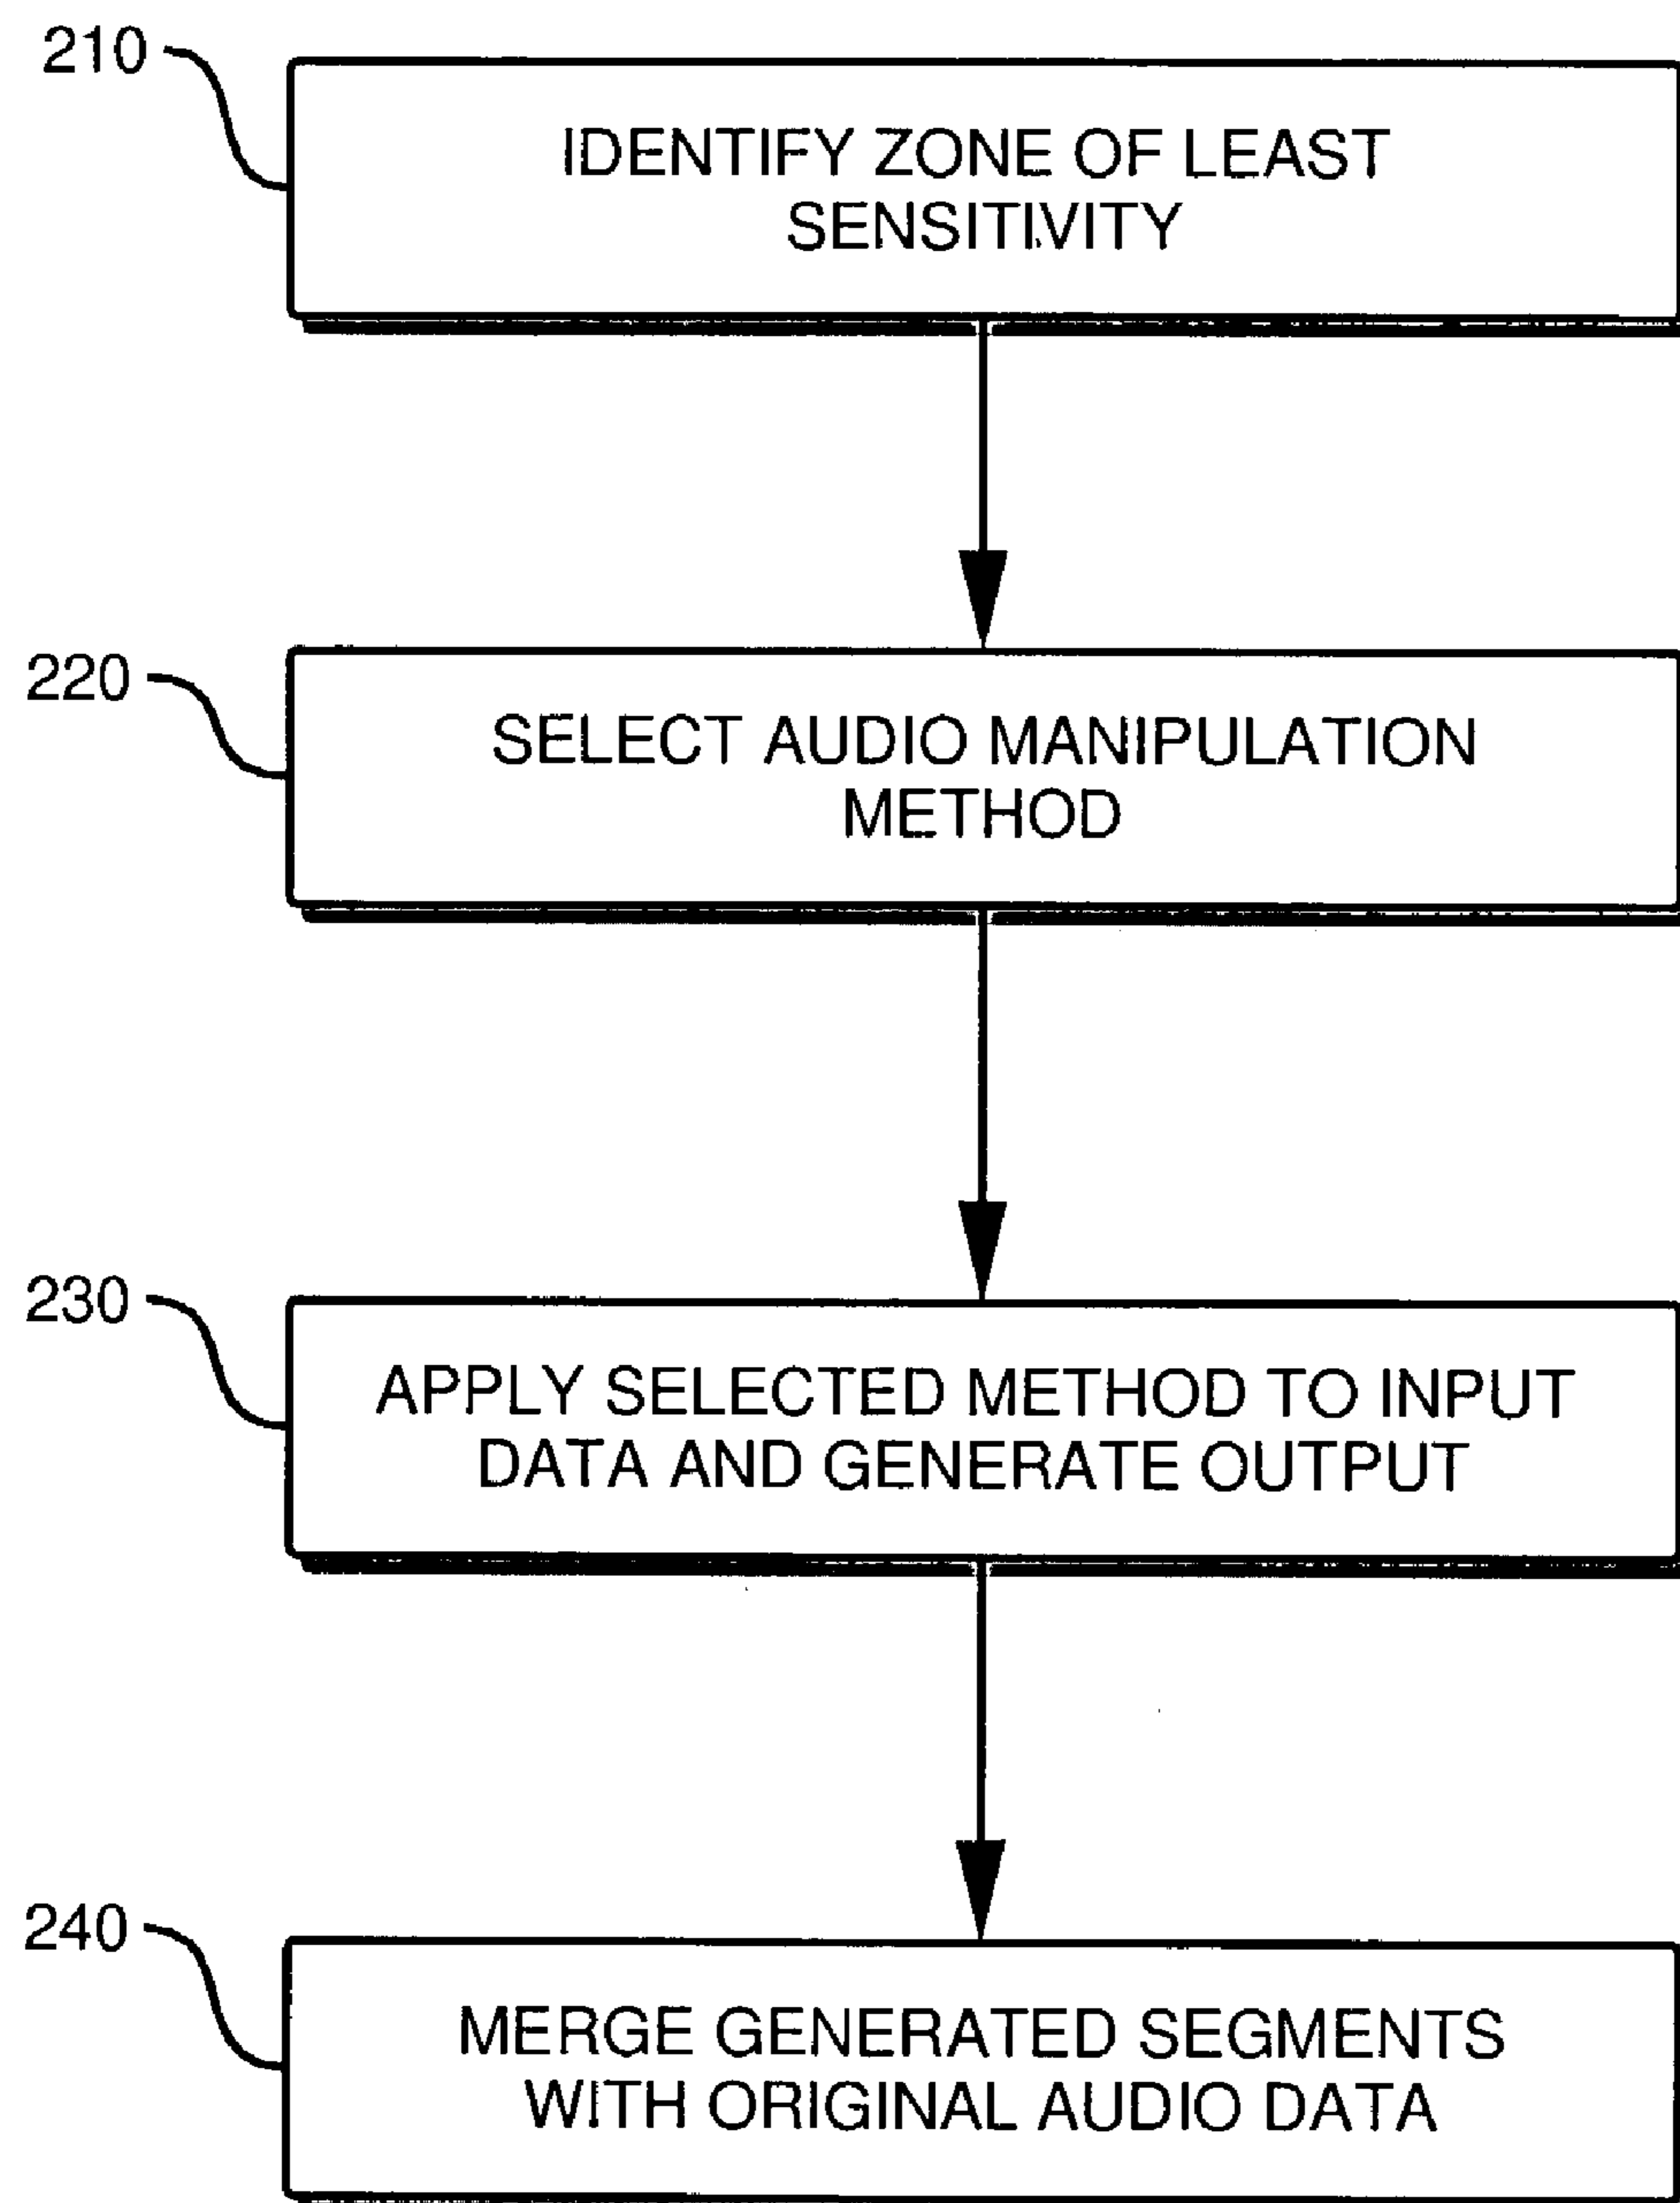 210
IDENTIFY ZONE OF LEAST
SENSITIVITY
220
SELECT AUDIO MANIPULATION
METHOD
230
APPLY SELECTED METHOD TO INPUT
DATA AND GENERATE OUTPUT
240
MERGE GENERATED SEGMENTS
WITH ORIGINAL AUDIO DATA